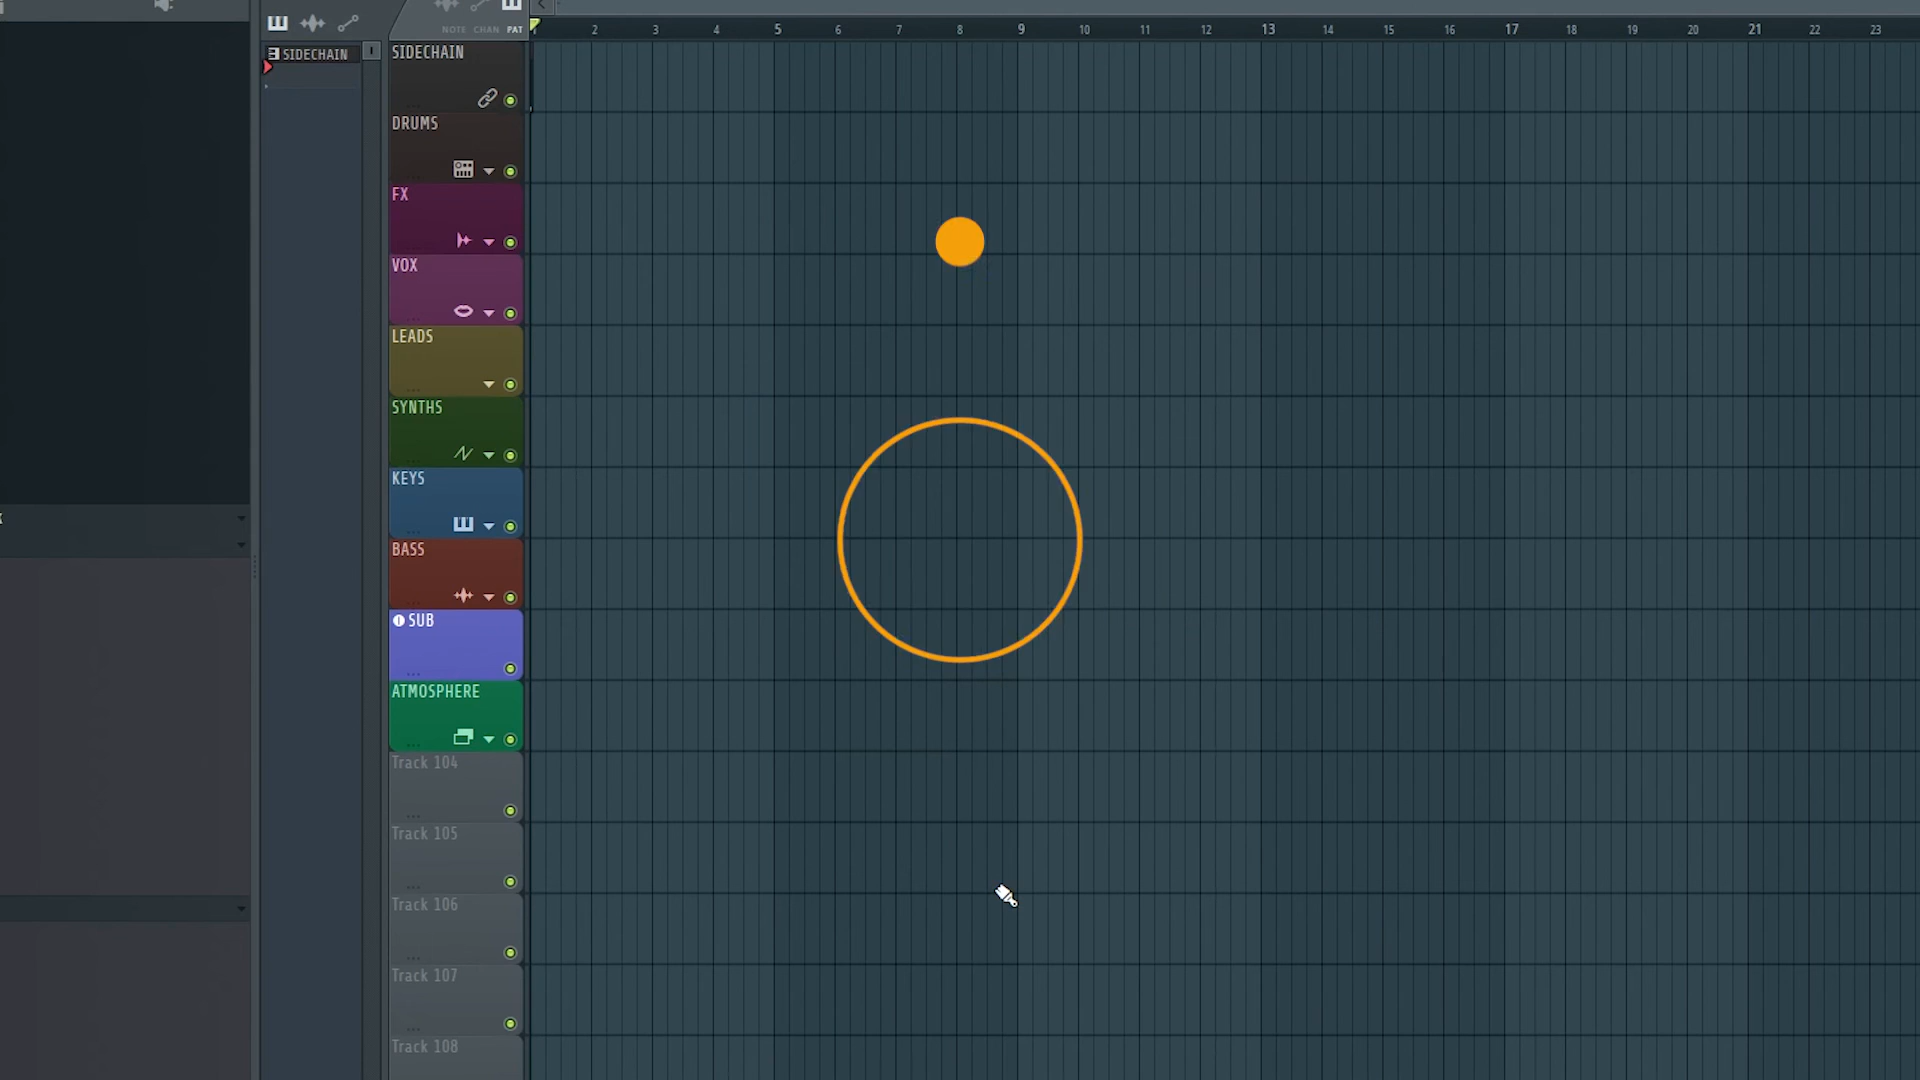 NOTE CHAN PAT
2 3 4 5 6 7 8 9 10 11 12 13 14 15 16 17 18 19 20 21 22 23
SIDECHAIN
SIDECHAIN
DRUMS
FX
VOX
LEADS
SYNTHS
KEYS
BASS
SUB
ATMOSPHERE
Track 104
Track 105
Track 106
Track 107
Track 108